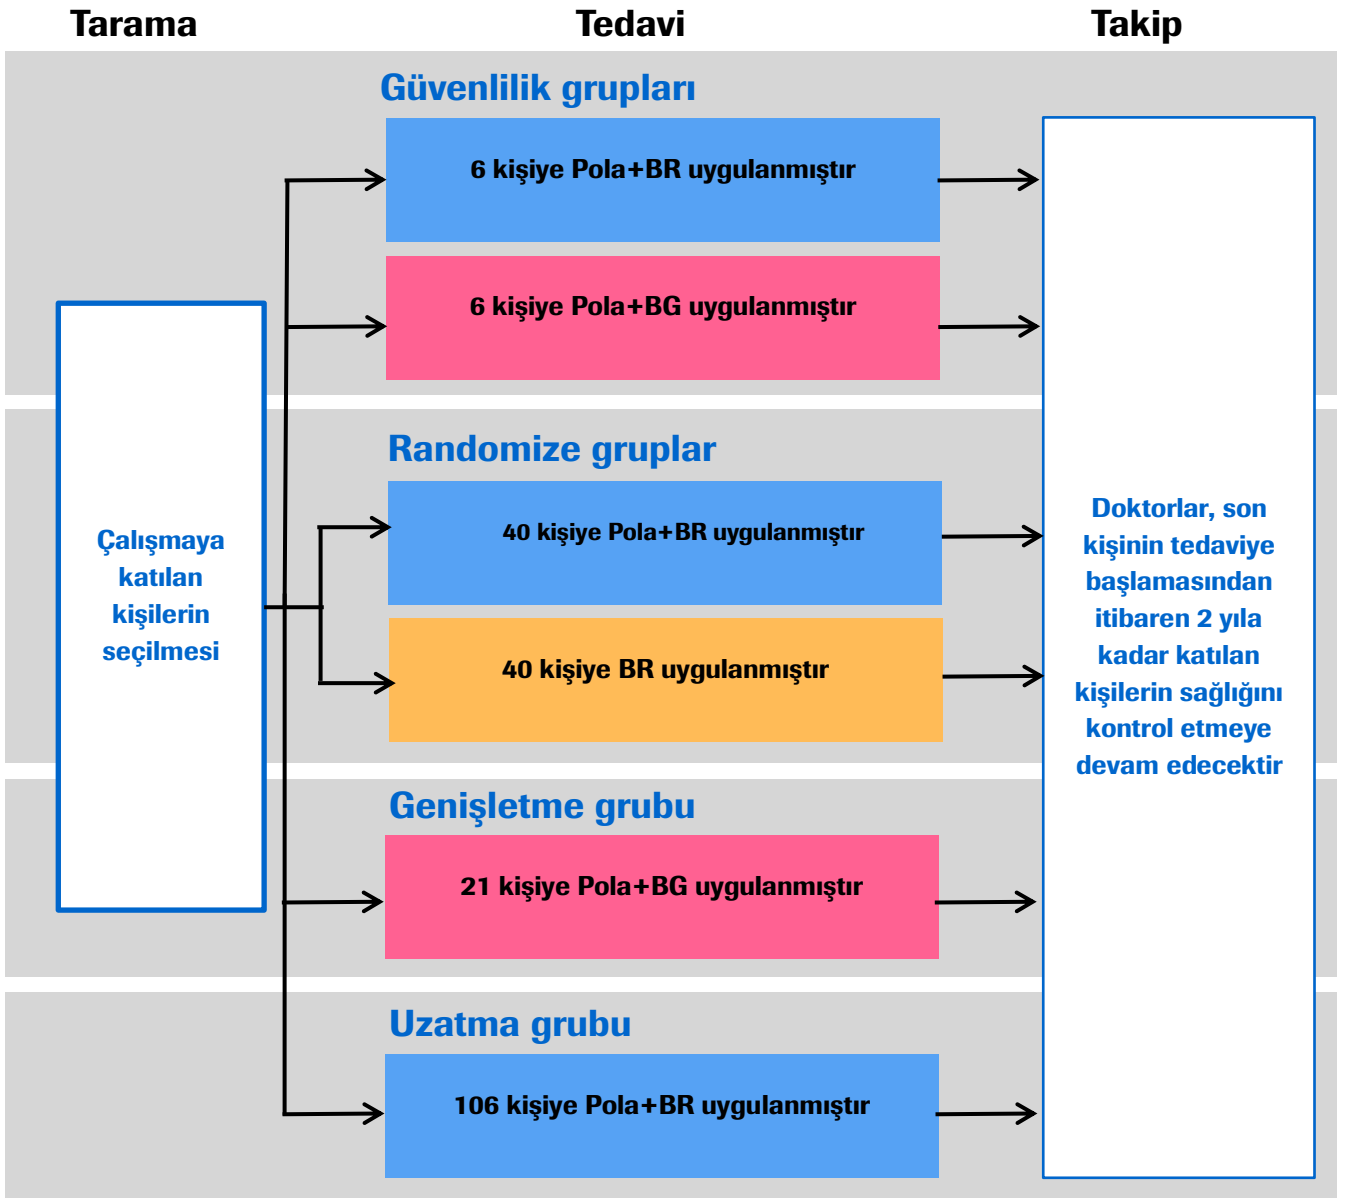 Tarama
Tedavi
Takip
Güvenlilik grupları
6 kişiye Pola+BR uygulanmıştır
6 kişiye Pola+BG uygulanmıştır
Çalışmaya
katılan
kişilerin
seçilmesi
Randomize gruplar
40 kişiye Pola+BR uygulanmıştır
40 kişiye BR uygulanmıştır
Genişletme grubu
21 kişiye Pola+BG uygulanmıştır
Uzatma grubu
106 kişiye Pola+BR uygulanmıştır
Doktorlar, son
kişinin tedaviye
başlamasından
itibaren 2 yıla
kadar katılan
kişilerin sağlığını
kontrol etmeye
devam edecektir